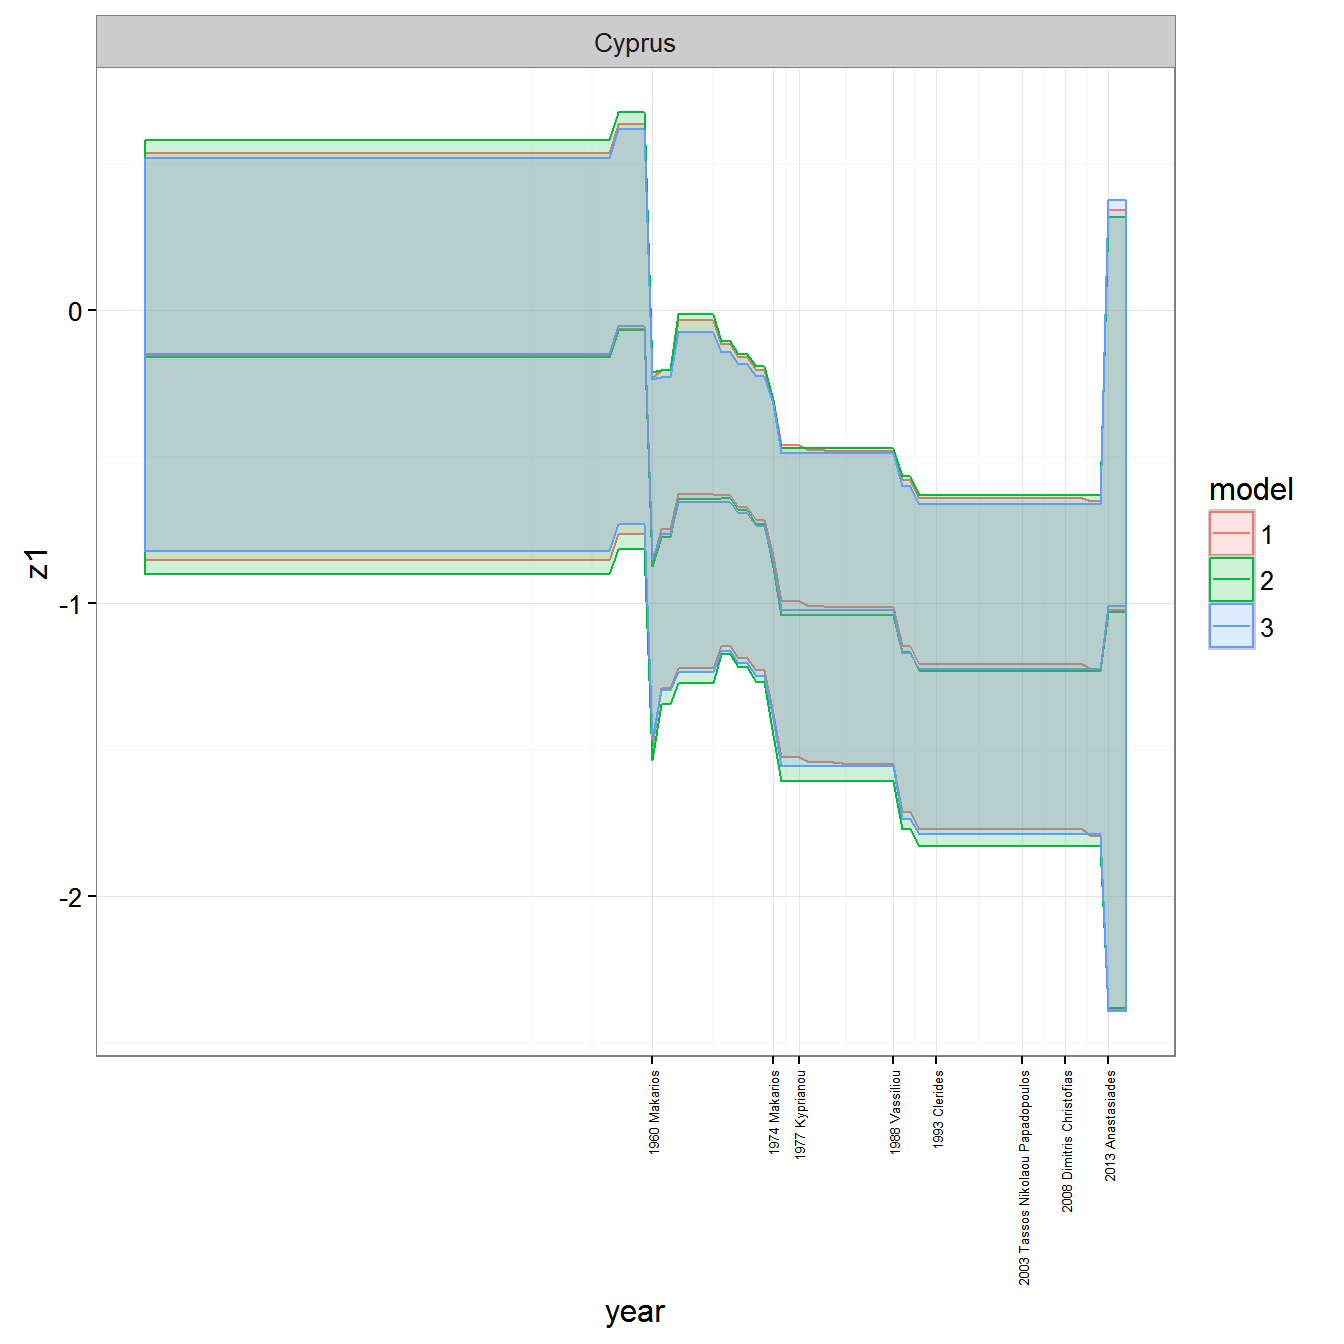 Cyprus
0
-1
-2
z1
1960 Makarios
1974 Makarios
1977 Kyprianou
1988 Vassiliou
1993 Clerides
2003 Tassos Nikolaou Papadopoulos
2008 Dimitris Christofias
2013 Anastasiades
year
model
1
2
3